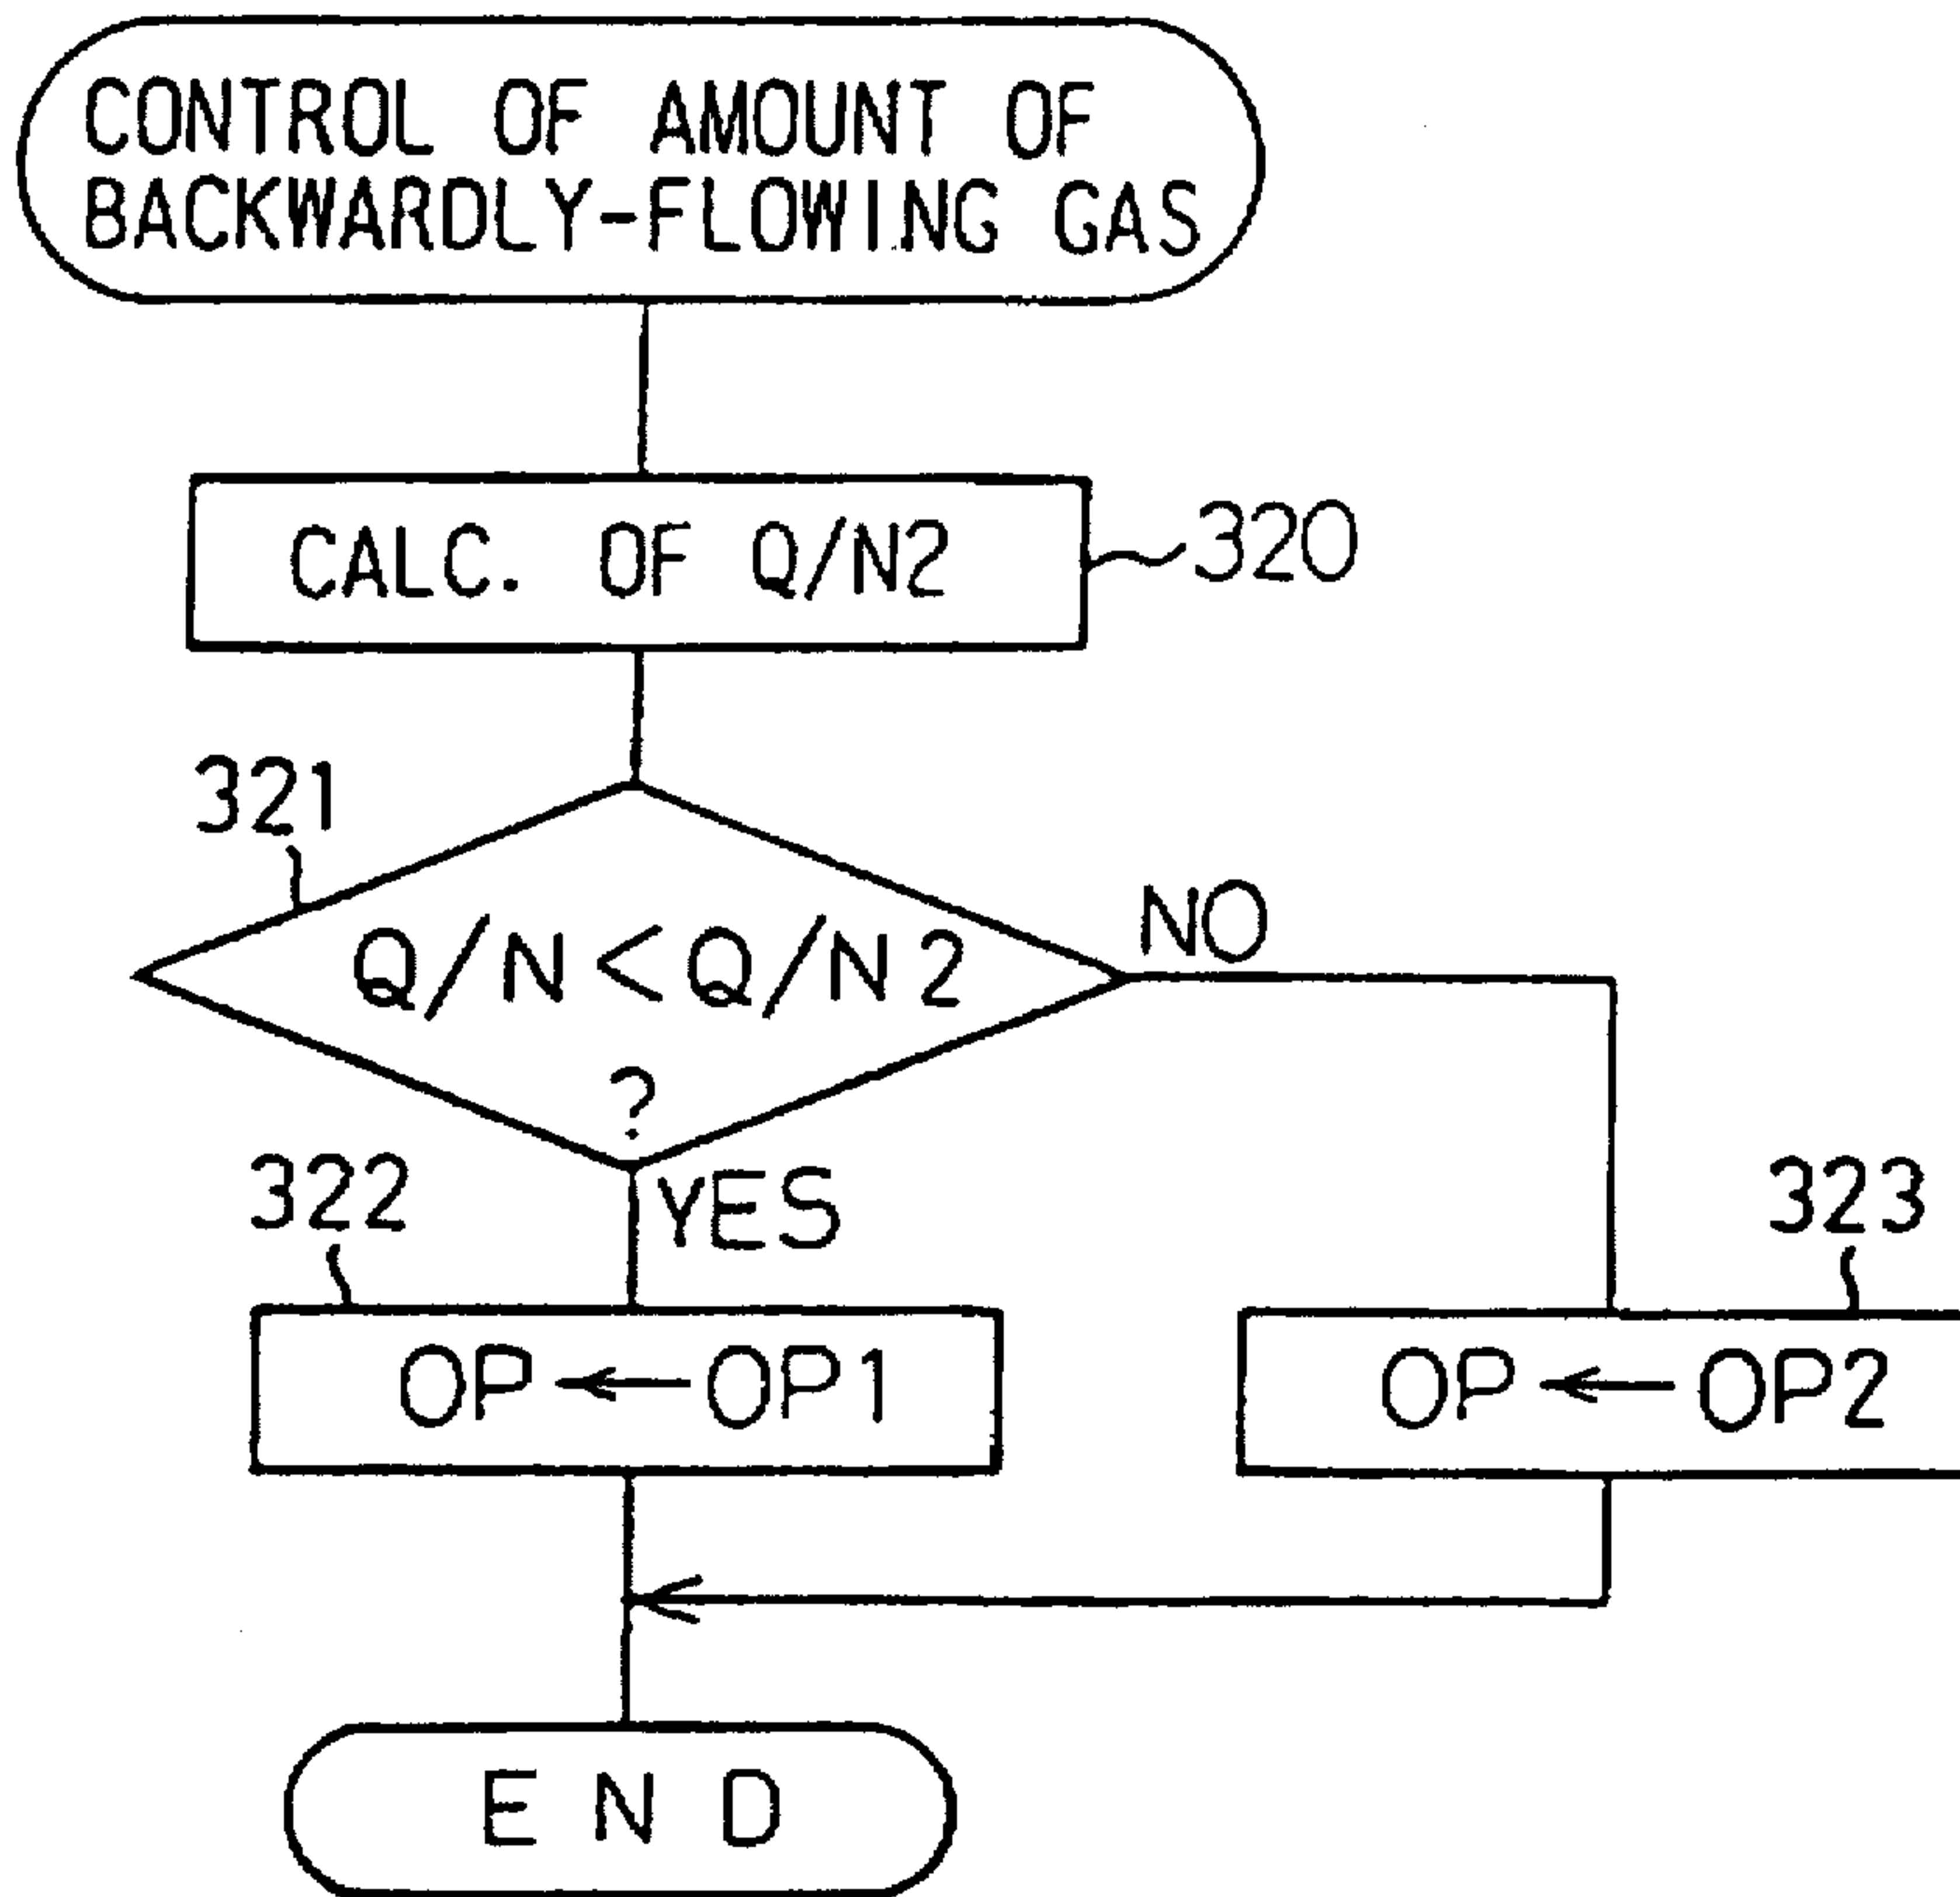 CONTROL OF AMOUNT OF
BACKWARDLY-FLOWING GAS
CALC. OF Q/N2
320
321
Q/N<Q/N2
?
NO
YES
322
323
OP ← OP1
OP ← OP2
END